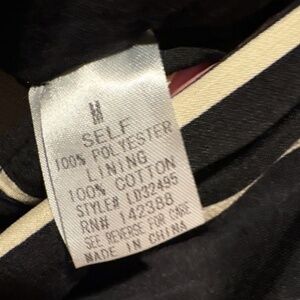 M
SELF
100% POLYESTER
LINING
100% COTTON
STYLE# LD32495
RN# 142388
SEE REVERSE FOR CARE
MADE IN CHINA